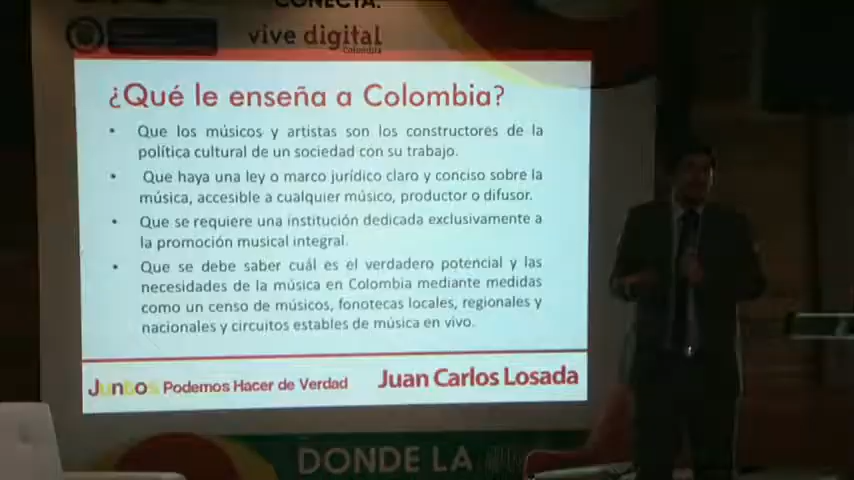 CONECTA:
vive digital
Colombia
¿Qué le enseña a Colombia?
• Que los músicos y artistas son los constructores de la
política cultural de un sociedad con su trabajo.
• Que haya una ley o marco jurídico claro y conciso sobre la
música, accesible a cualquier músico, productor o difusor.
• Que se requiere una institución dedicada exclusivamente a
la promoción musical integral.
• Que se debe saber cuál es el verdadero potencial y las
necesidades de la música en Colombia mediante medidas
como un censo de músicos, fonotecas locales, regionales y
nacionales y circuitos estables de música en vivo.
Juntos Podemos Hacer de Verdad
Juan Carlos Losada
DONDE LA